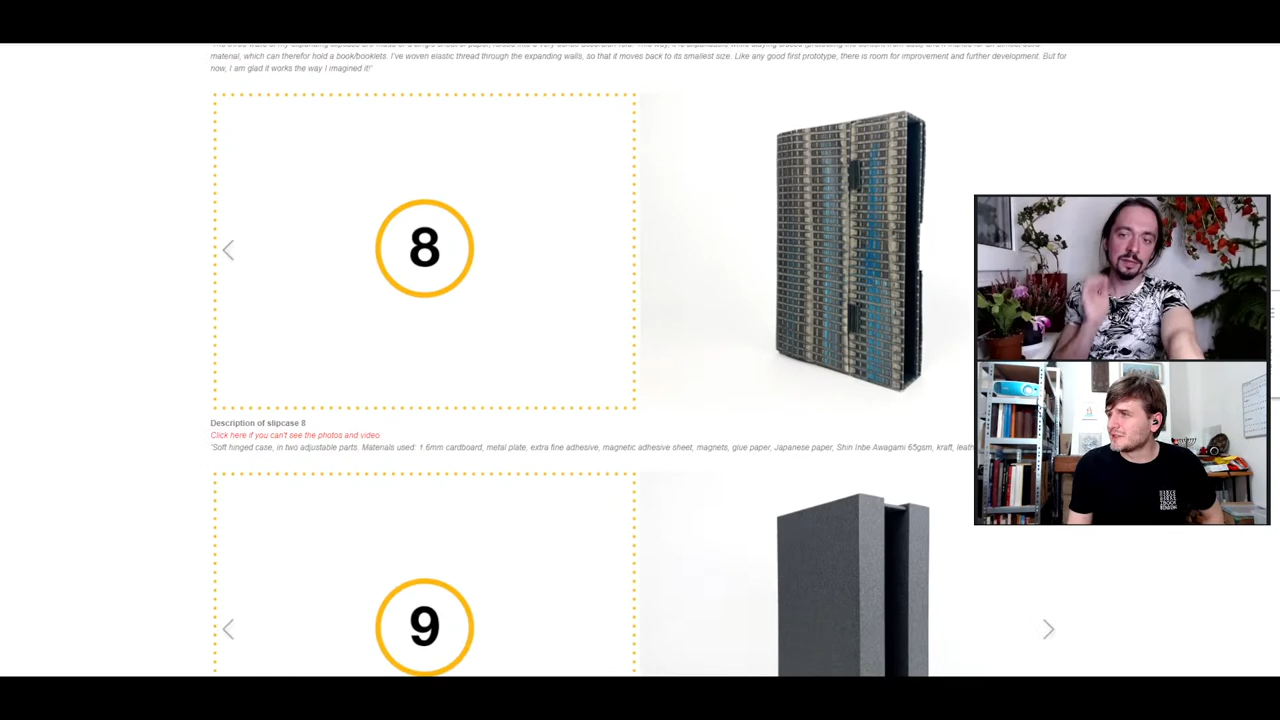 material, which can therefor hold a book/booklets. I've woven elastic thread through the expanding walls, so that it moves back to its smallest size. Like any good first prototype, there is room for improvement and further development. But for
now, I am glad it works the way I imagined it!"
8
Description of slipcase 8
Click here if you can't see the photos and video
"Soft hinged case, in two adjustable parts. Materials used: 1.6mm cardboard, metal plate, extra fine adhesive, magnetic adhesive sheet, magnets, glue paper, Japanese paper, Shin Inbe Awagami 65gsm, kraft, leath
9